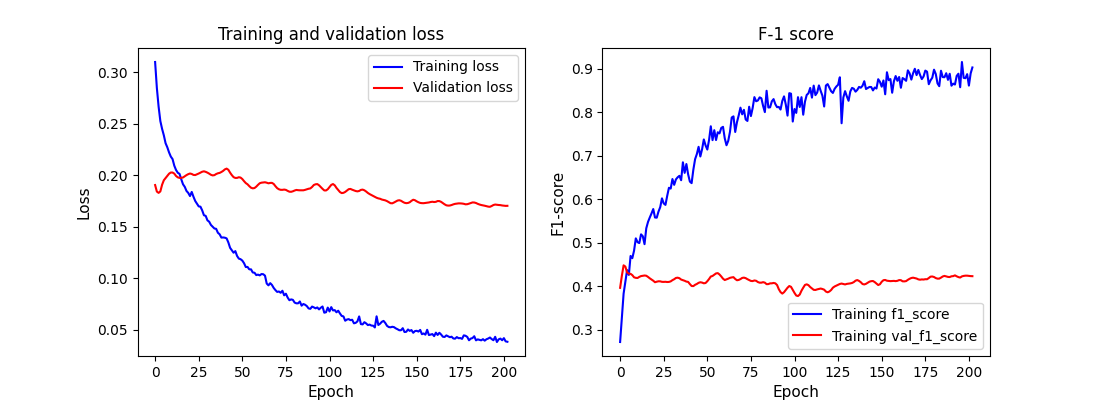 Training and validation loss
Training loss
Validation loss
0.30
0.25
0.20
0.15
0.10
0.05
Loss
0 25 50 75 100 125 150 175 200
Epoch
F-1 score
0.9
0.8
0.7
0.6
0.5
0.4
0.3
F1-score
Training f1_score
Training val_f1_score
0 25 50 75 100 125 150 175 200
Epoch